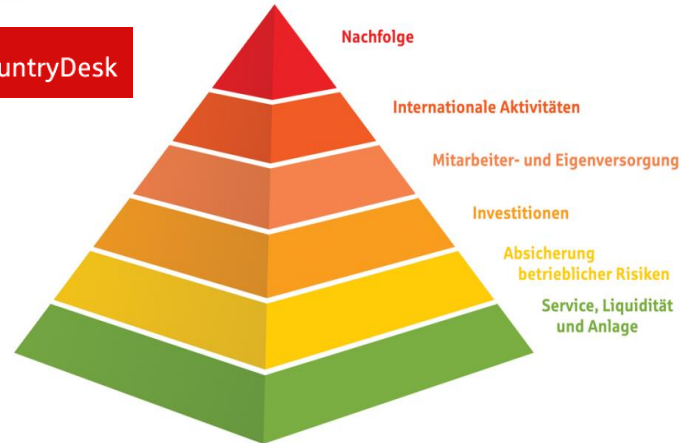 Nachfolge
untryDesk
Internationale Aktivitäten
Mitarbeiter- und Eigenversorgung
Investitionen
Absicherung
betrieblicher Risiken
Service, Liquidität
und Anlage